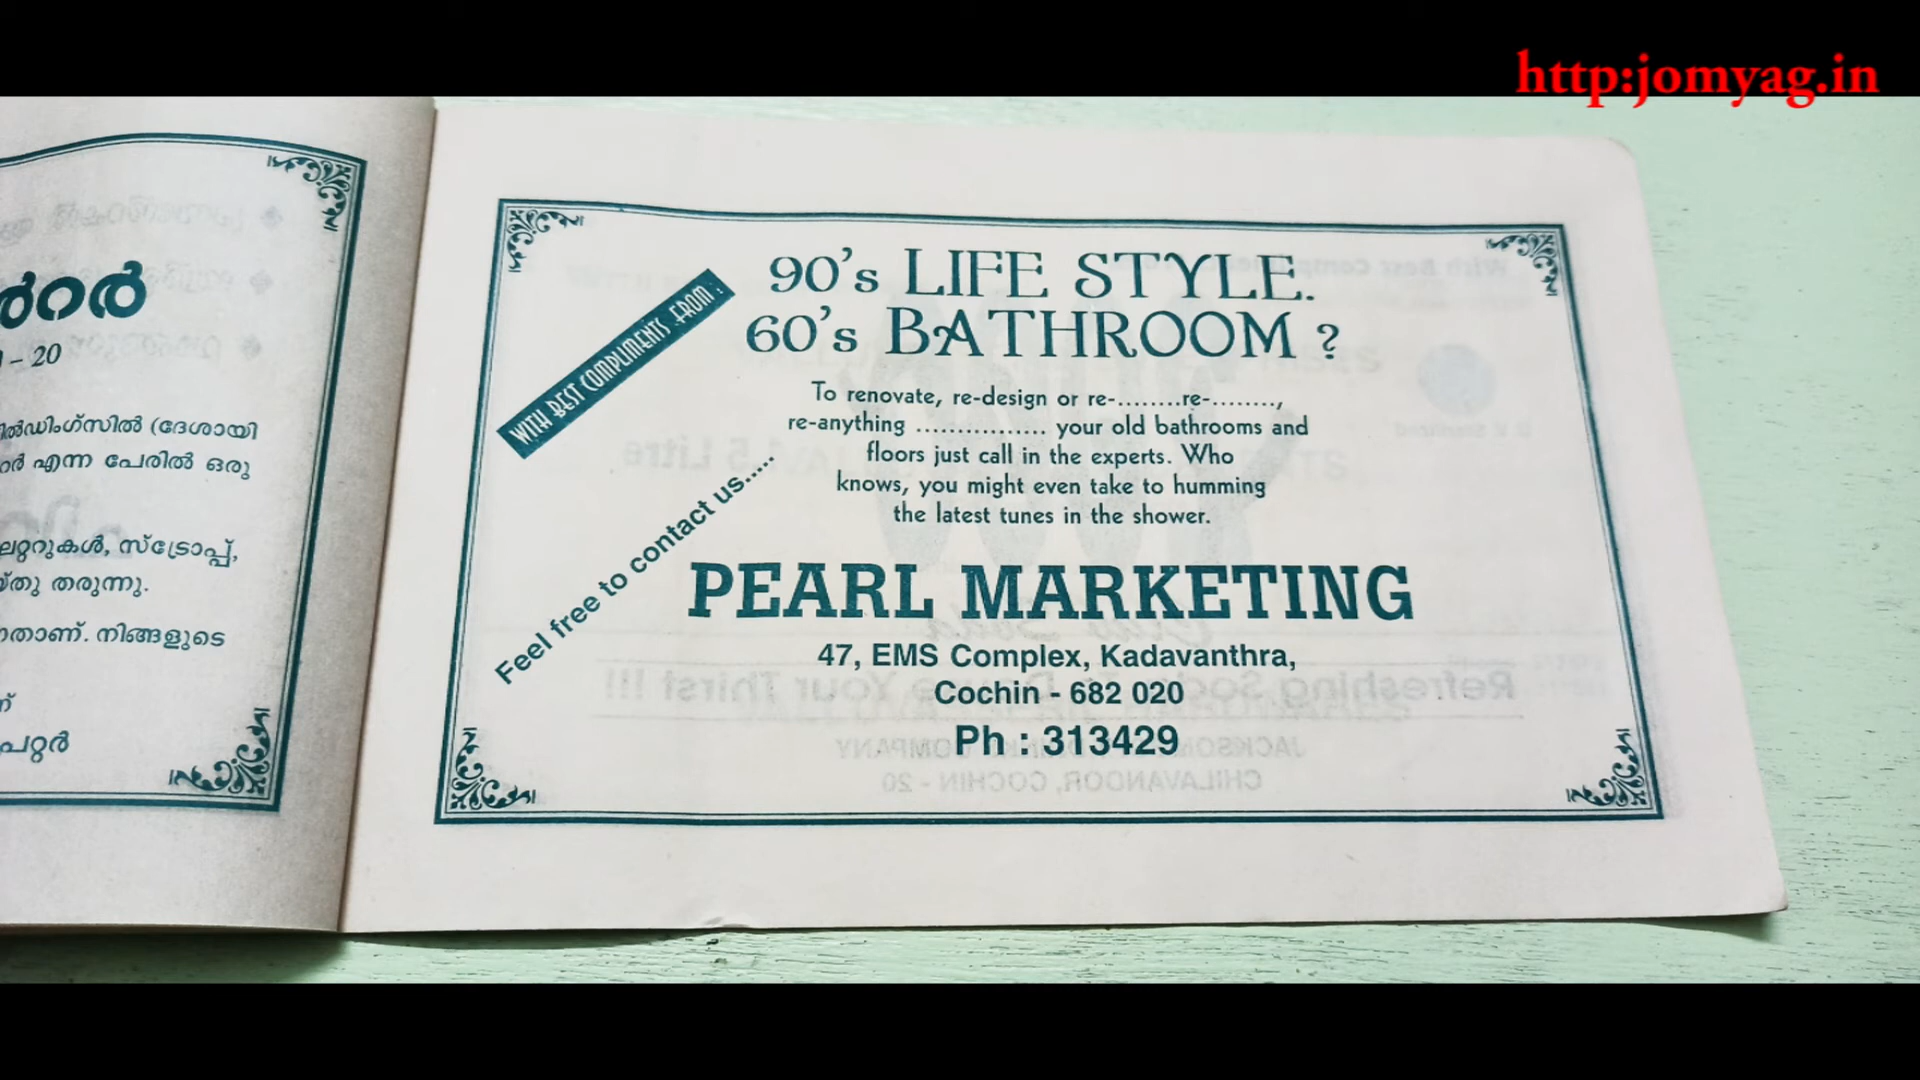 http:jomyag.in
– 20
(ദേശായി
എന്ന പേരിൽ ഒരു
സ്ട്രോപ്പ്,
തരുന്നു.
നിങ്ങളുടെ
WITH BEST COMPLIMENTS FROM :
90's LIFE STYLE.
60's BATHROOM ?
To renovate, re-design or re-........re-........,
re-anything ................ your old bathrooms and
floors just call in the experts. Who
knows, you might even take to humming
the latest tunes in the shower.
Feel free to contact us.....
PEARL MARKETING
47, EMS Complex, Kadavanthra,
Cochin - 682 020
Ph : 313429